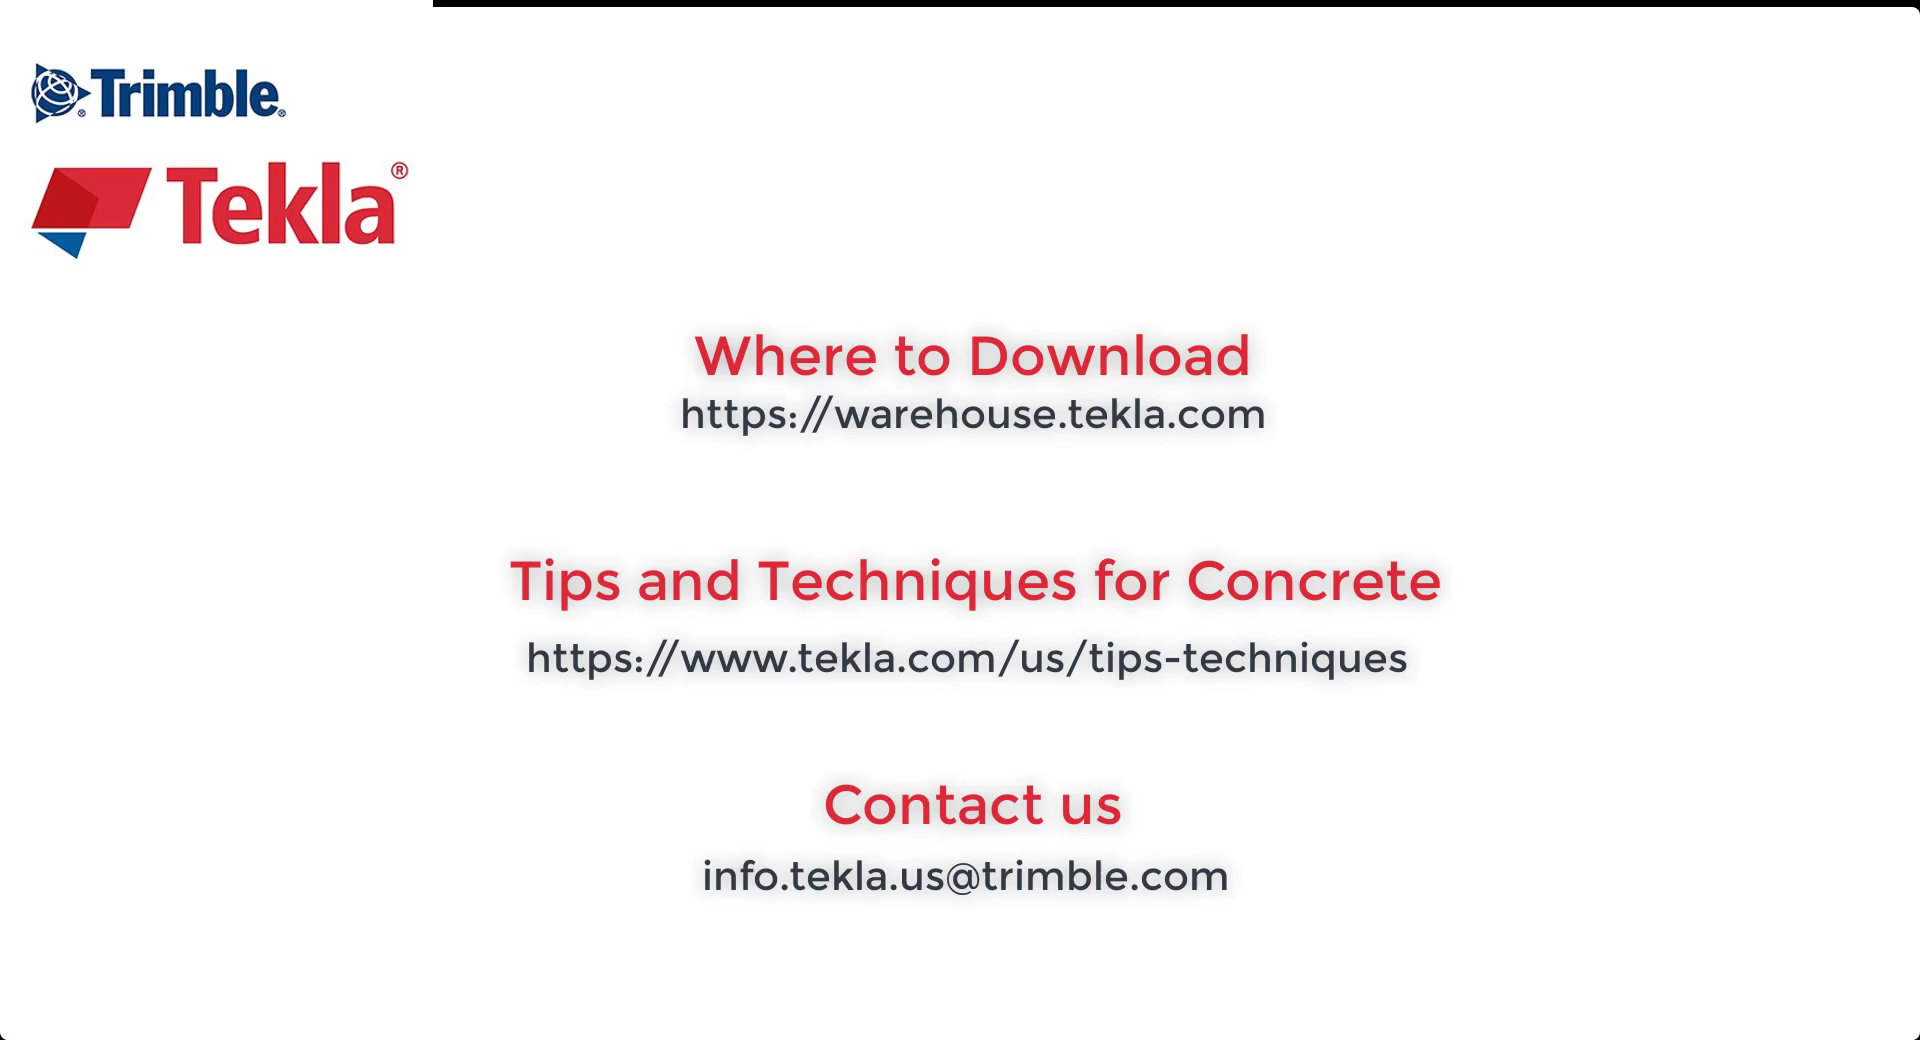 Trimble®
Tekla®
Where to Download
https://warehouse.tekla.com
Tips and Techniques for Concrete
https://www.tekla.com/us/tips-techniques
Contact us
info.tekla.us@trimble.com